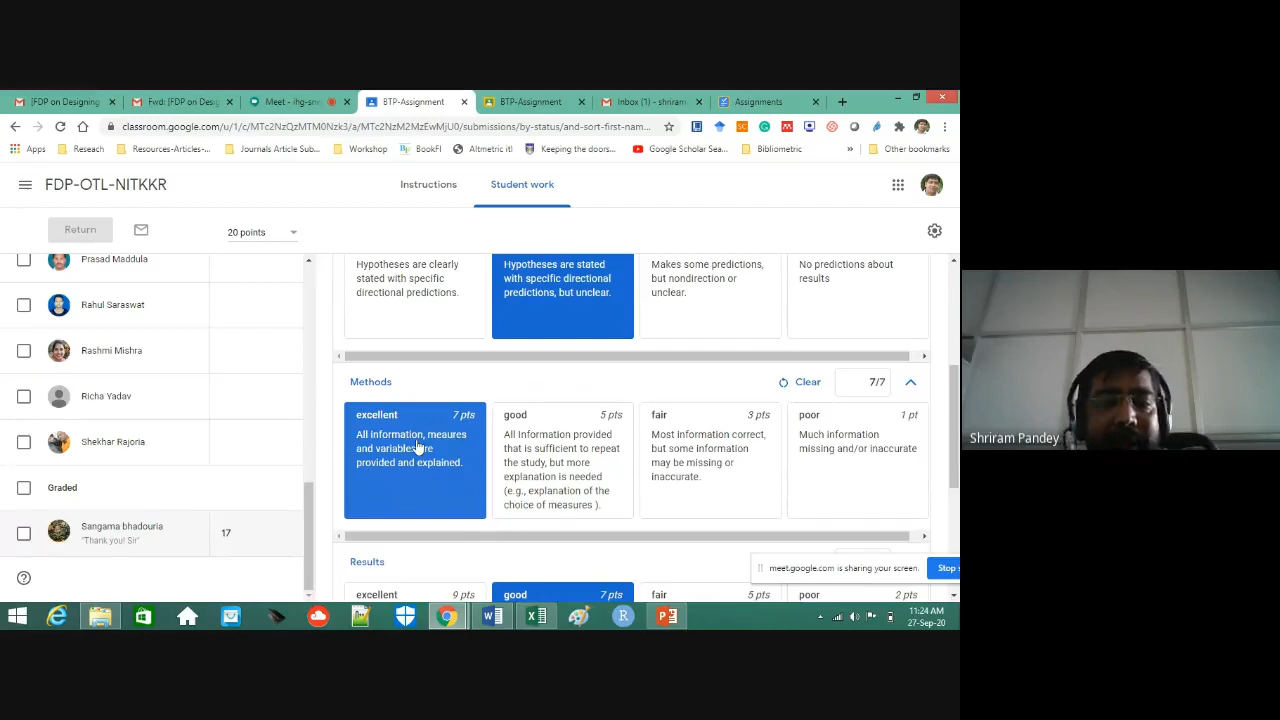 [FDP on Designing
Fwd: [FDP on Desig
Meet - ihg-snr
BTP-Assignment
BTP-Assignment
Inbox (1) - shriram
Assignments
classroom.google.com/u/1/c/MTc2NzQzMTM0Nzk3/a/MTc2NzM2MzEwMjU0/submissions/by-status/and-sort-first-nam...
Apps
Reseach
Resources-Articles-...
Journals Article Sub...
Workshop
BookFI
Altmetric it!
Keeping the doors...
Google Scholar Sea...
Bibliometric
»
Other bookmarks
FDP-OTL-NITKKR
Instructions
Student work
Return
20 points
Prasad Maddula
Rahul Saraswat
Rashmi Mishra
Richa Yadav
Shekhar Rajoria
Graded
Sangama bhadouria
"Thank you! Sir"
17
Hypotheses are clearly
stated with specific
directional predictions.
Hypotheses are stated
with specific directional
predictions, but unclear.
Makes some predictions,
but nondirection or
unclear.
No predictions about
results
Methods
Clear
7/7
excellent 7 pts
All information, meaures
and variables are
provided and explained.
good 5 pts
All Information provided
that is sufficient to repeat
the study, but more
explanation is needed
(e.g., explanation of the
choice of measures ).
fair 3 pts
Most information correct,
but some information
may be missing or
inaccurate.
poor 1 pt
Much information
missing and/or inaccurate
Results
excellent 9 pts
good 7 pts
fair 5 pts
poor 2 pts
meet.google.com is sharing your screen.
Stop s
11:24 AM
27-Sep-20
Shriram Pandey